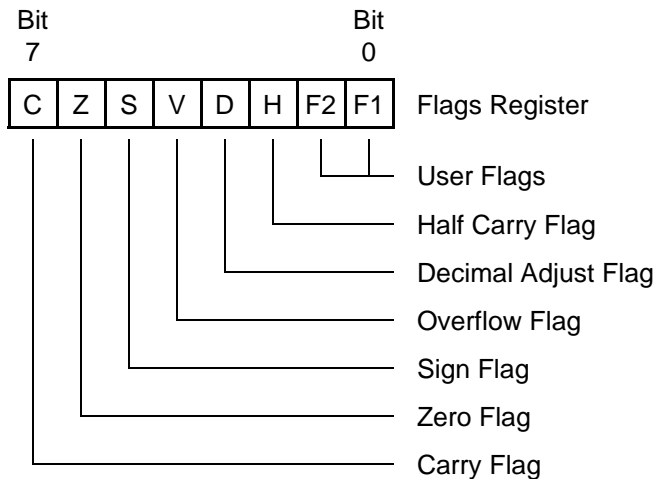 Bit Bit
7 0
C Z S V D H F2 F1 Flags Register
User Flags
Half Carry Flag
Decimal Adjust Flag
Overflow Flag
Sign Flag
Zero Flag
Carry Flag